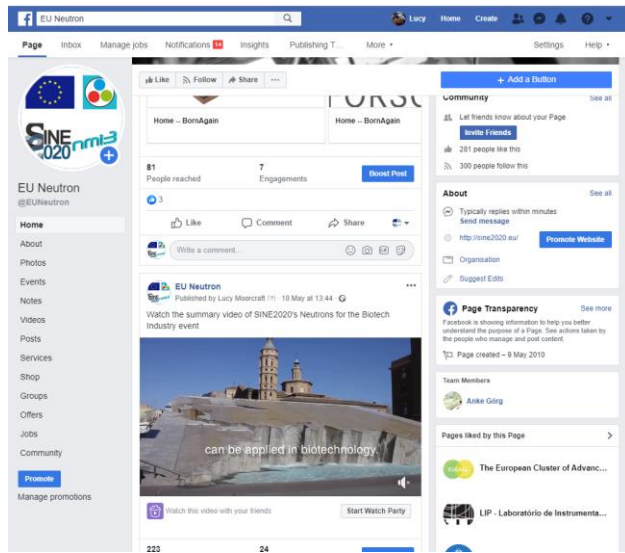 EU Neutron
Lucy Home Create
Page Inbox Manage jobs Notifications 14 Insights Publishing T... More Settings Help
Like Follow Share ...
+ Add a Button
SINE
2020
nmi3
EU Neutron
@EUNeutron
Home
About
Photos
Events
Notes
Videos
Posts
Services
Shop
Groups
Offers
Jobs
Community
Promote
Manage promotions
Home -- BornAgain
Home -- BornAgain
81
People reached
7
Engagements
Boost Post
3
Like Comment Share
Write a comment...
EU Neutron
Published by Lucy Moorcraft [?] · 10 May at 13:44 ·
Watch the summary video of SINE2020's Neutrons for the Biotech
Industry event
can be applied in biotechnology.
Watch this video with your friends
Start Watch Party
223
24
Community See all
Let friends know about your Page
Invite Friends
281 people like this
300 people follow this
About See all
Typically replies within minutes
Send message
http://sine2020.eu/
Promote Website
Organisation
Suggest Edits
Page Transparency See more
Facebook is showing information to help you better
understand the purpose of a Page. See actions taken by
the people who manage and post content.
Page created – 9 May 2010
Team Members
Anke Görg
Pages liked by this Page
The European Cluster of Advanc...
LIP - Laboratório de Instrumenta...